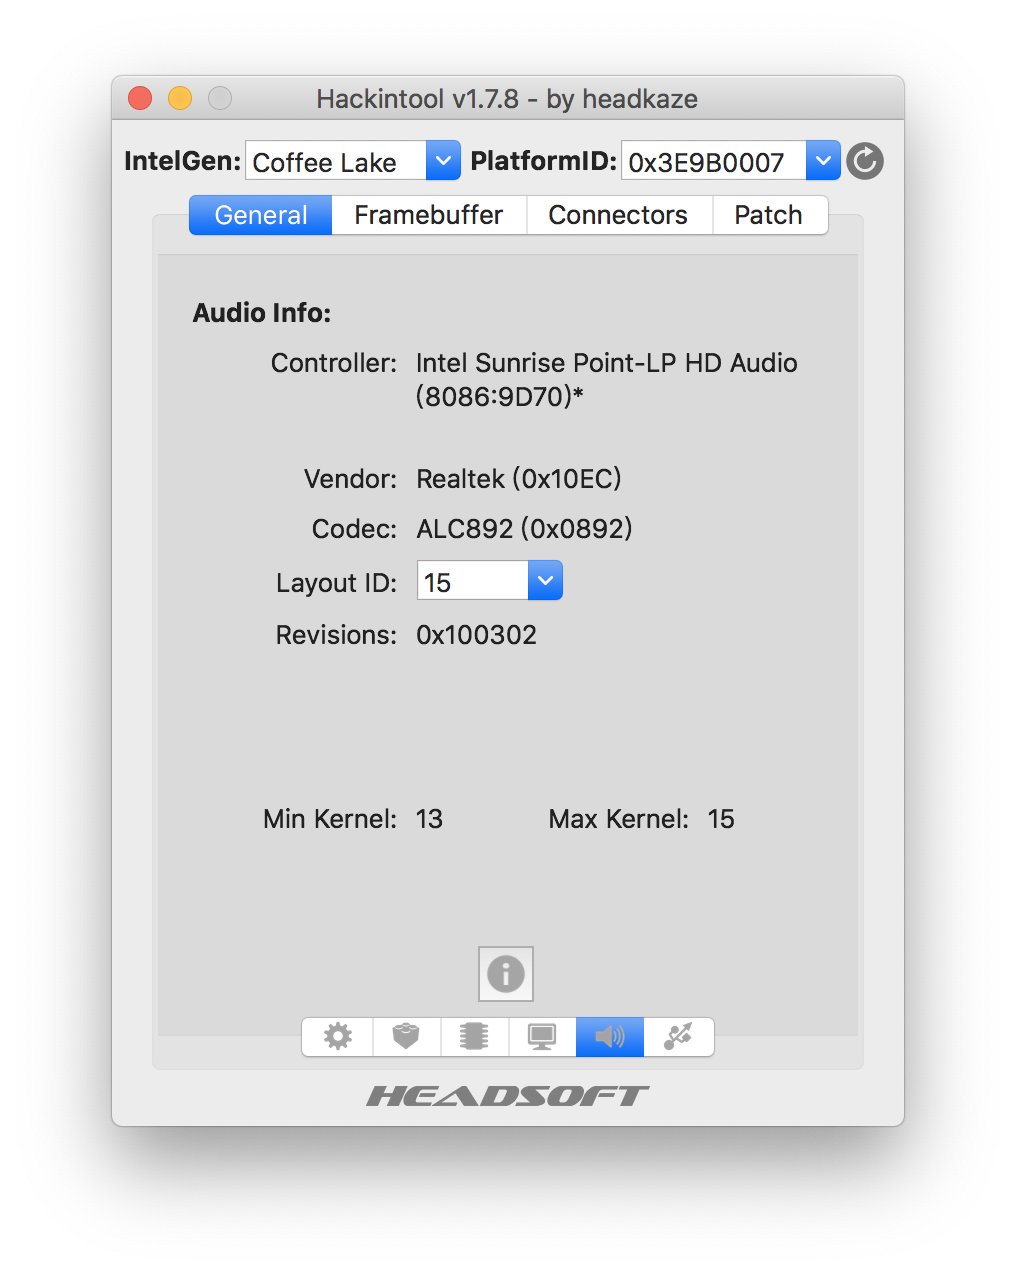 Hackintool v1.7.8 - by headkaze
IntelGen: Coffee Lake PlatformID: 0x3E9B0007
General Framebuffer Connectors Patch
Audio Info:
Controller: Intel Sunrise Point-LP HD Audio
(8086:9D70)*
Vendor: Realtek (0x10EC)
Codec: ALC892 (0x0892)
Layout ID: 15
Revisions: 0x100302
Min Kernel: 13 Max Kernel: 15
HEADSOFT